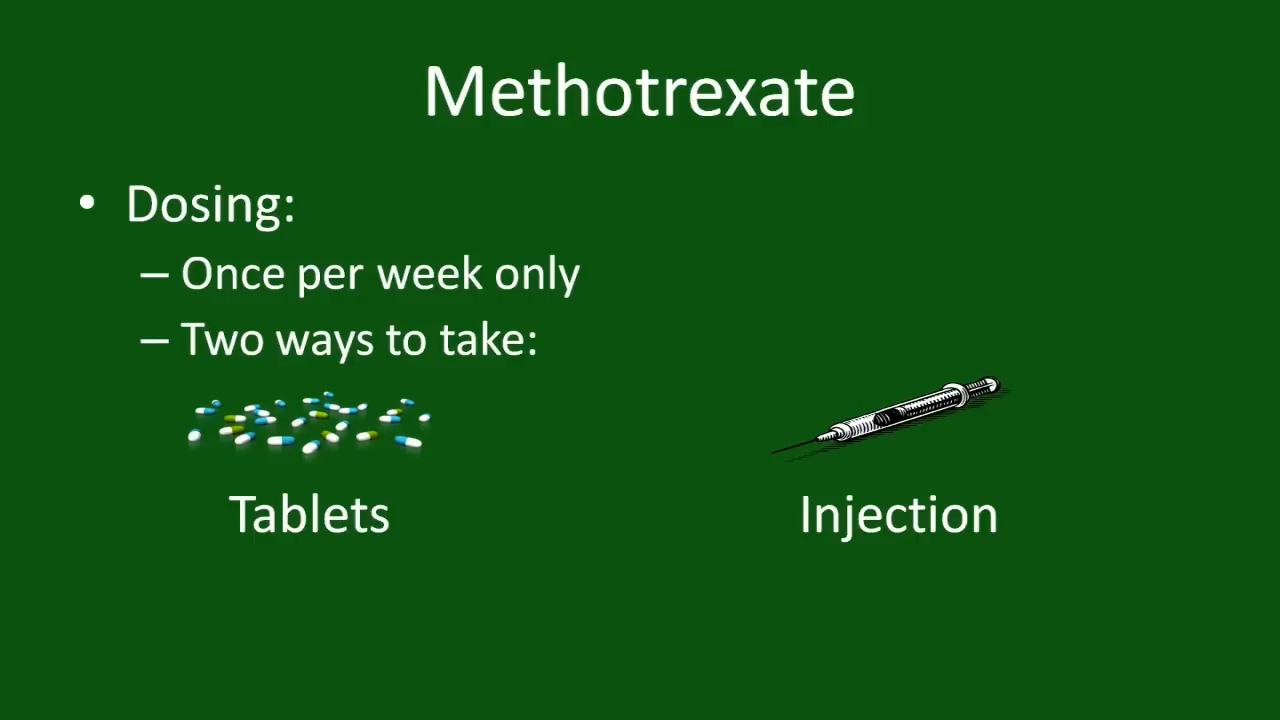 Methotrexate
• Dosing:
– Once per week only
– Two ways to take:
Tablets
Injection